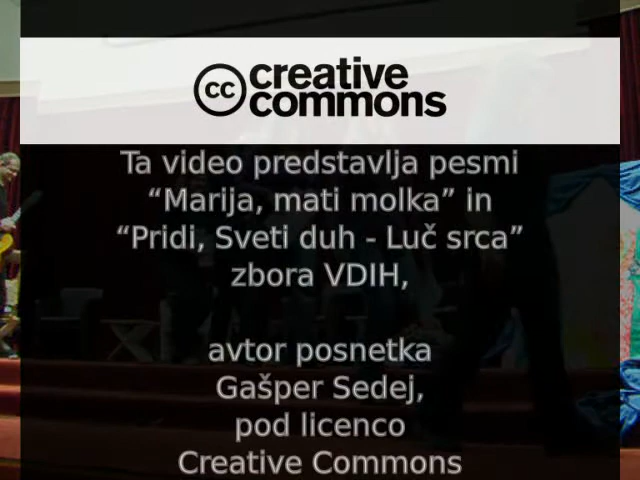 cc creative
commons
Ta video predstavlja pesmi
“Marija, mati molka” in
“Pridi, Sveti duh - Luč srca”
zbora VDIH,
avtor posnetka
Gašper Sedej,
pod licenco
Creative Commons